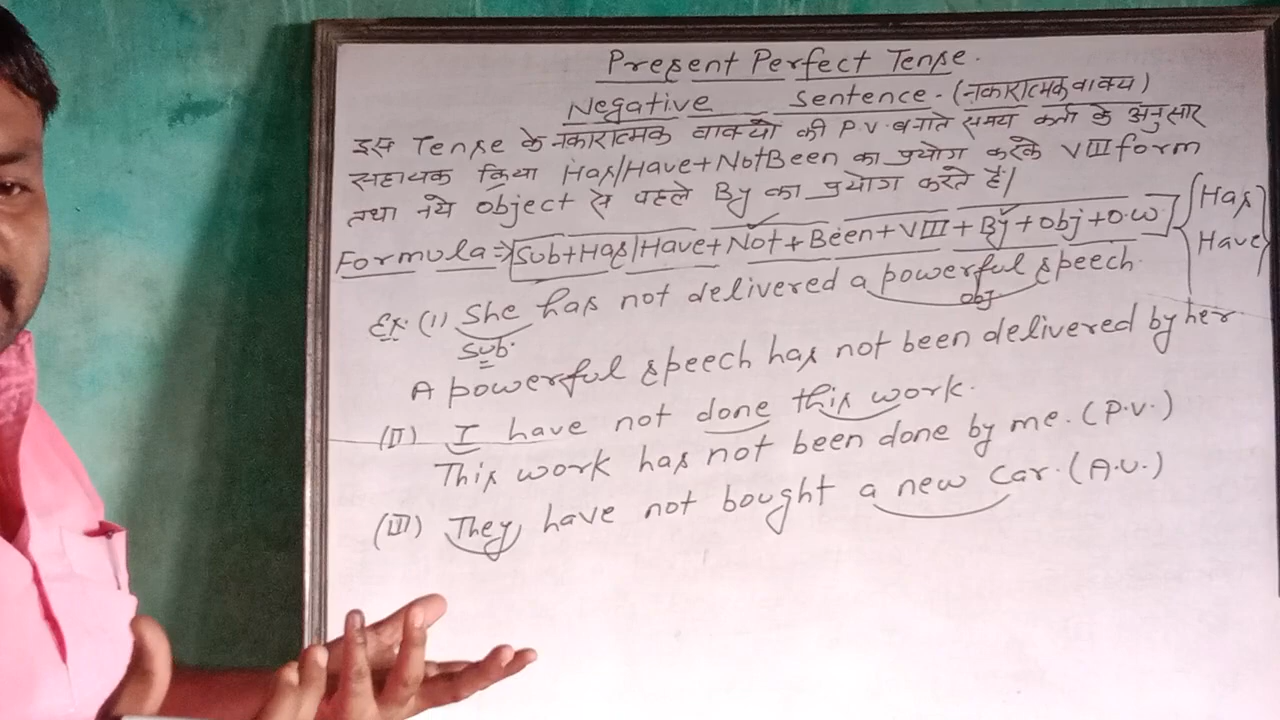 Present Perfect Tense.
Negative Sentence. (नकारात्मक वाक्य)
इस Tense के नकारात्मक वाक्यों की P.V. बनाते समय कर्ता के अनुसार
सहायक क्रिया Has/Have+Not Been का प्रयोग करके VIII form
तथा नये object से पहले By का प्रयोग करते हैं।
Formula⇒ Sub+Has/Have+Not+Been+VIII+By+Obj+O.W Has
Have
Ex. (I) She has not delivered a powerful speech.
Sub. obj
A powerful speech has not been delivered by her.
(II) I have not done this work.
This work has not been done by me. (P.V.)
(III) They have not bought a new car. (A.V.)